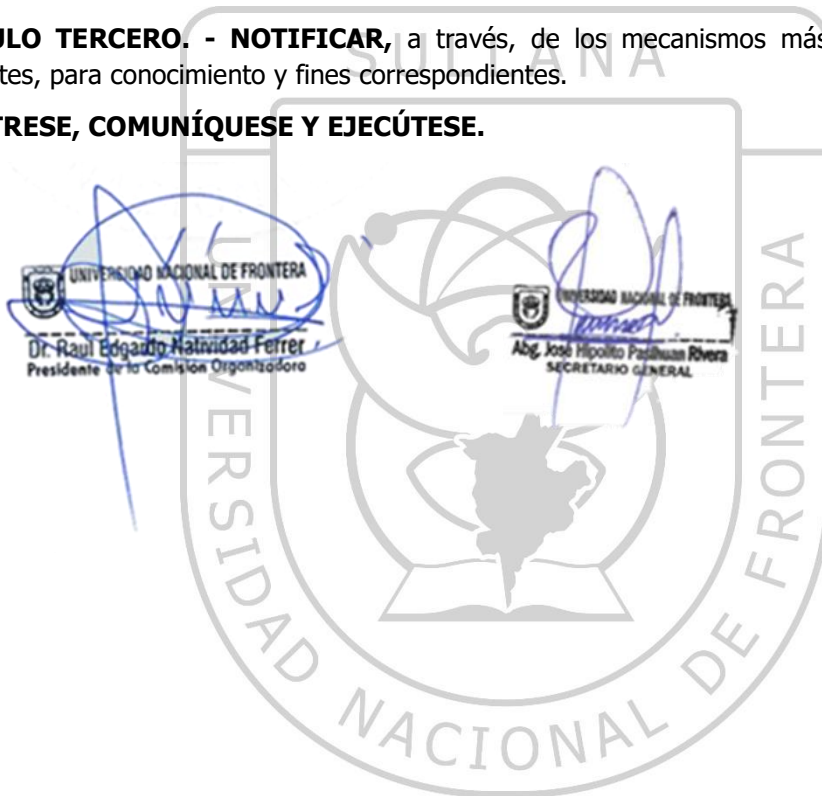 ULO TERCERO. - NOTIFICAR, a través, de los mecanismos más
tes, para conocimiento y fines correspondientes.
TRESE, COMUNÍQUESE Y EJECÚTESE.
SULLANA
UNIVERSIDAD NACIONAL DE FRONTERA
UNIVERSIDAD NACIONAL DE FRONTERA
Dr. Raul Edgardo Natividad Ferrer
Presidente de la Comisión Organizadora
UNIVERSIDAD NACIONAL DE FRONTERA
Abg. José Hipolito Pasihuan Rivera
SECRETARIO GENERAL